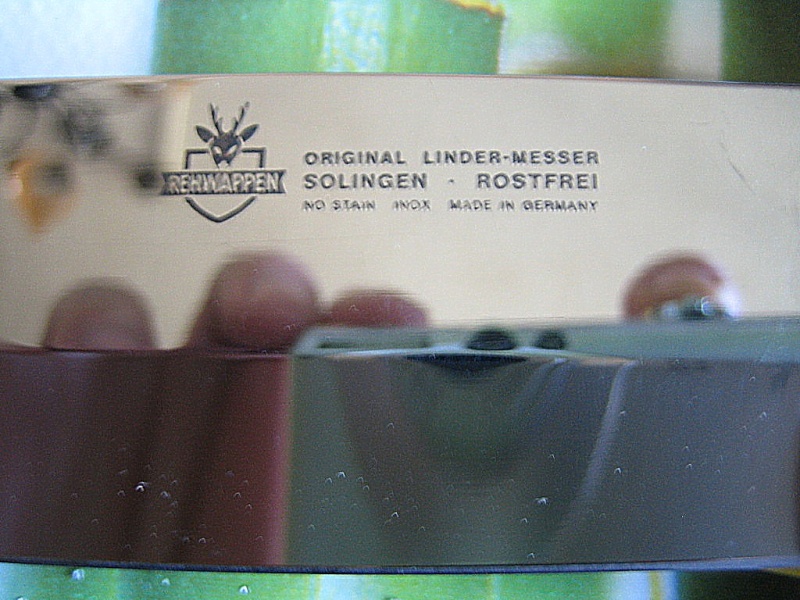 REHWAPPEN
ORIGINAL LINDER-MESSER
SOLINGEN · ROSTFREI
NO STAIN INOX MADE IN GERMANY